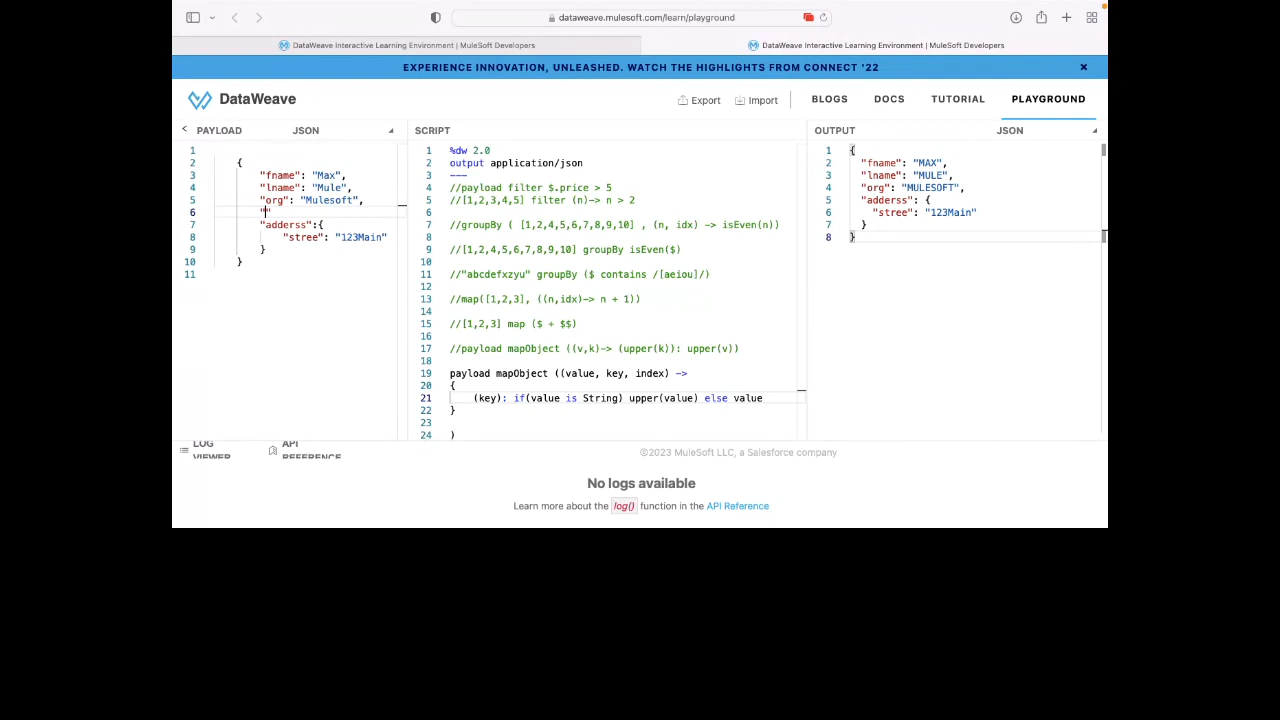 dataweave.mulesoft.com/learn/playground
DataWeave Interactive Learning Environment | MuleSoft Developers
DataWeave Interactive Learning Environment | MuleSoft Developers
EXPERIENCE INNOVATION, UNLEASHED. WATCH THE HIGHLIGHTS FROM CONNECT '22
DataWeave
Export
Import
BLOGS
DOCS
TUTORIAL
PLAYGROUND
PAYLOAD
JSON
1
2 {
3 "fname": "Max",
4 "lname": "Mule",
5 "org": "Mulesoft",
6 ""
7 "adderss":{
8 "stree": "123Main"
9 }
10 }
11
SCRIPT
1 %dw 2.0
2 output application/json
3 ---
4 //payload filter $.price > 5
5 //[1,2,3,4,5] filter (n)-> n > 2
6
7 //groupBy ( [1,2,4,5,6,7,8,9,10] , (n, idx) -> isEven(n))
8
9 //[1,2,4,5,6,7,8,9,10] groupBy isEven($)
10
11 //"abcdefxzyu" groupBy ($ contains /[aeiou]/)
12
13 //map([1,2,3], ((n,idx)-> n + 1))
14
15 //[1,2,3] map ($ + $$)
16
17 //payload mapObject ((v,k)-> (upper(k)): upper(v))
18
19 payload mapObject ((value, key, index) ->
20 {
21 (key): if(value is String) upper(value) else value
22 }
23
24 )
OUTPUT
JSON
1 {
2 "fname": "MAX",
3 "lname": "MULE",
4 "org": "MULESOFT",
5 "adderss": {
6 "stree": "123Main"
7 }
8 }
LOG
VIEWER
API
REFERENCE
©2023 MuleSoft LLC, a Salesforce company
No logs available
Learn more about the log() function in the API Reference